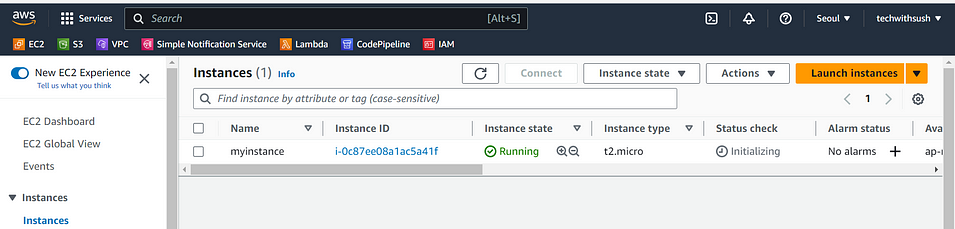 aws Services Search [Alt+S] Seoul ▼ techwithsush ▼
EC2 S3 VPC Simple Notification Service Lambda CodePipeline IAM
New EC2 Experience
Tell us what you think
EC2 Dashboard
EC2 Global View
Events
Instances
Instances
Instances (1) Info Connect Instance state ▼ Actions ▼ Launch instances ▼
Find instance by attribute or tag (case-sensitive) 1
Name Instance ID Instance state Instance type Status check Alarm status Ava
myinstance i-0c87ee08a1ac5a41f Running t2.micro Initializing No alarms +